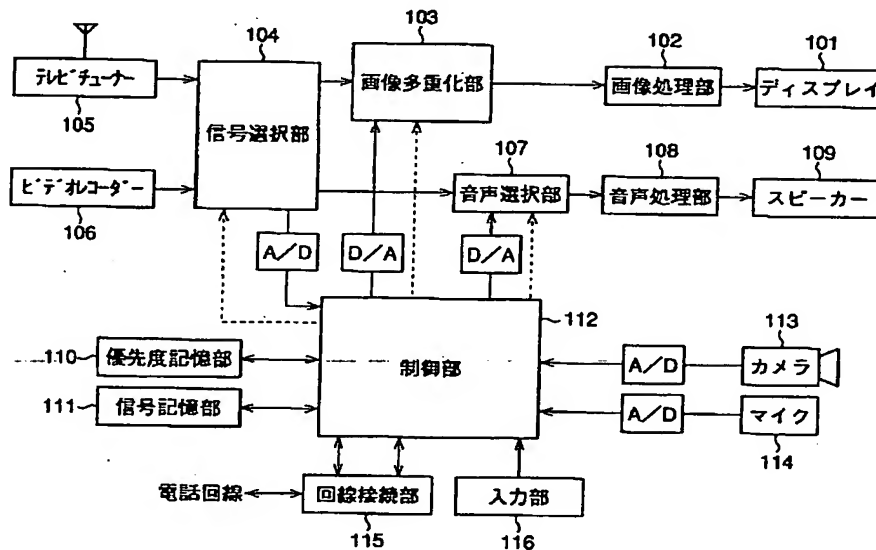 104
103
102
101
テレビチューナー
105
信号選択部
画像多重化部
画像処理部
ディスプレイ
107
108
109
ビデオレコーダー
106
音声選択部
音声処理部
スピーカー
A/D
D/A
D/A
112
113
110
優先度記憶部
制御部
A/D
カメラ
111
信号記憶部
A/D
マイク
114
電話回線
回線接続部
入力部
115
116